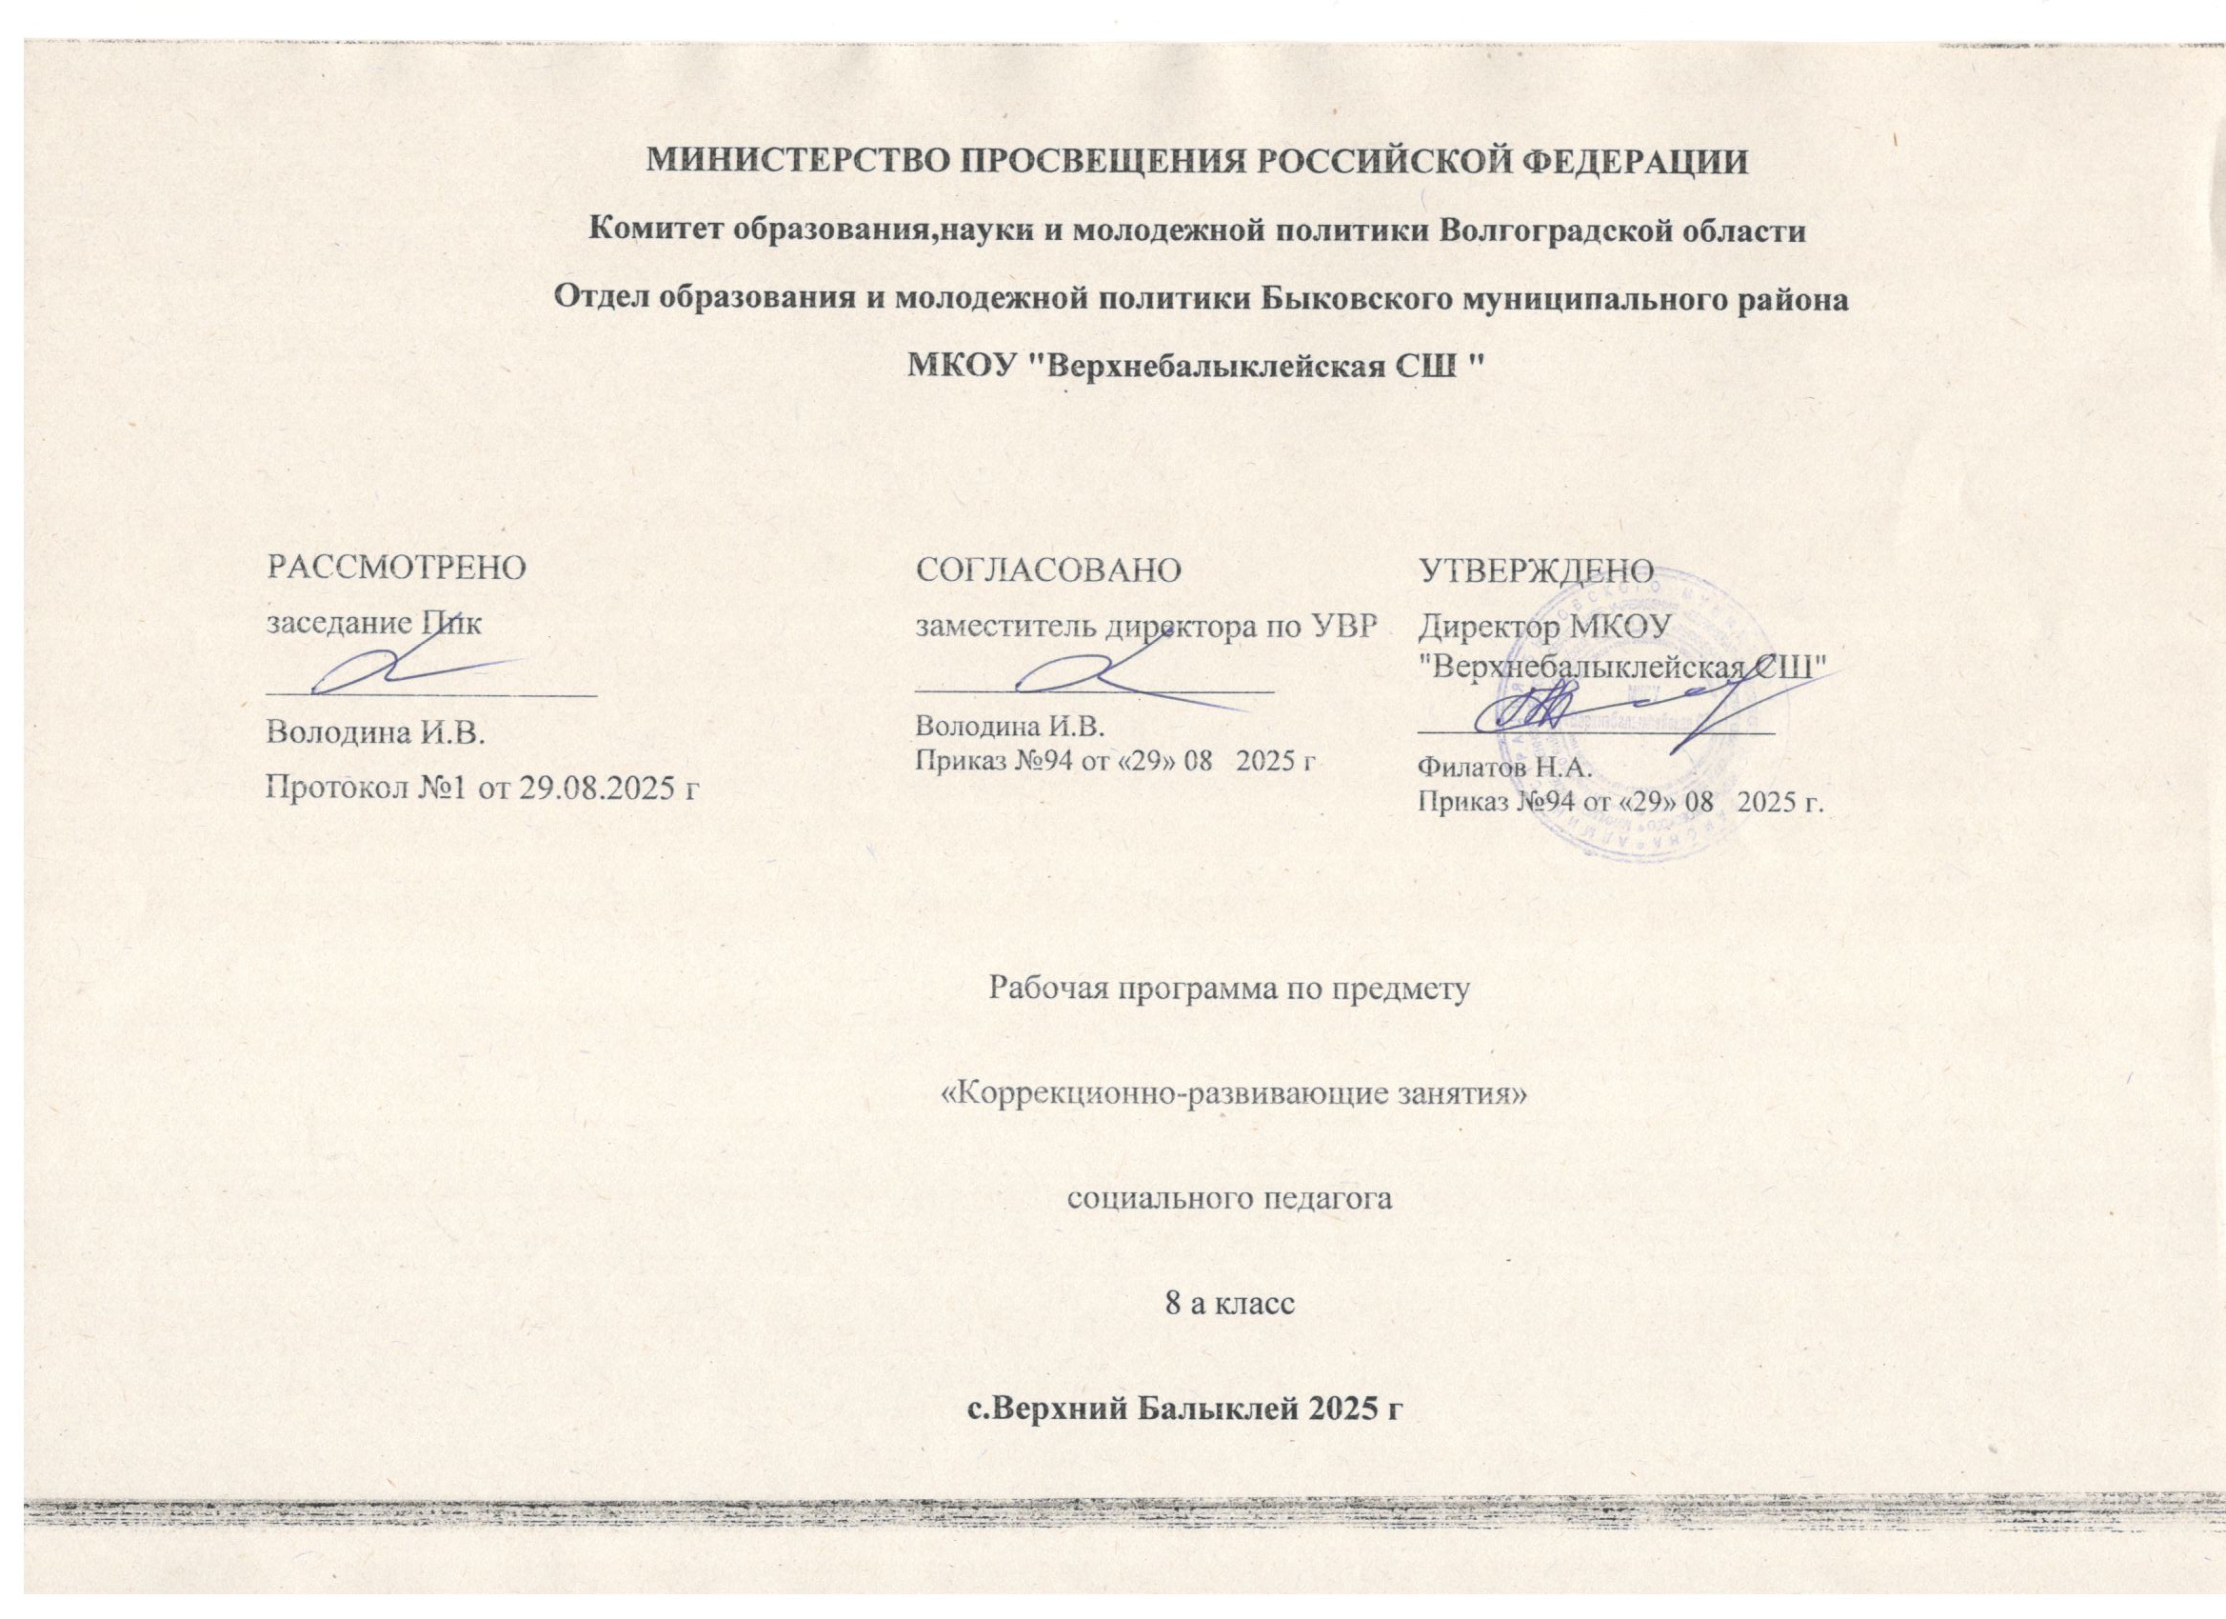 МИНИСТЕРСТВО ПРОСВЕЩЕНИЯ РОССИЙСКОЙ ФЕДЕРАЦИИ
Комитет образования,науки и молодежной политики Волгоградской области
Отдел образования и молодежной политики Быковского муниципального района
МКОУ "Верхнебалыклейская СШ "
РАССМОТРЕНО
заседание Ппк
Володина И.В.
Протокол №1 от 29.08.2025 г
СОГЛАСОВАНО
заместитель директора по УВР
Володина И.В.
Приказ №94 от «29» 08 2025 г
УТВЕРЖДЕНО
Директор МКОУ
"Верхнебалыклейская СШ"
Филатов Н.А.
Приказ №94 от «29» 08 2025 г.
Рабочая программа по предмету
«Коррекционно-развивающие занятия»
социального педагога
8 а класс
с.Верхний Балыклей 2025 г